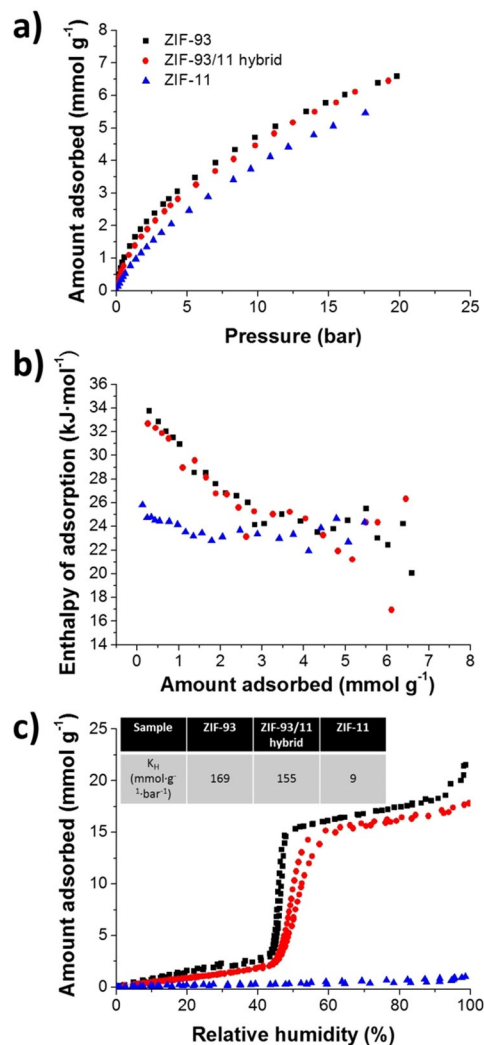 a)
Amount adsorbed (mmol g⁻¹)
8
7
6
5
4
3
2
1
0
ZIF-93
ZIF-93/11 hybrid
ZIF-11
0 5 10 15 20 25
Pressure (bar)
b)
Enthalpy of adsorption (kJ·mol⁻¹)
36
34
32
30
28
26
24
22
20
18
16
14
0 1 2 3 4 5 6 7 8
Amount adsorbed (mmol g⁻¹)
c)
Amount adsorbed (mmol g⁻¹)
25
20
15
10
5
0
Sample ZIF-93 ZIF-93/11 hybrid ZIF-11
K_H (mmol·g⁻¹·bar⁻¹) 169 155 9
0 20 40 60 80 100
Relative humidity (%)